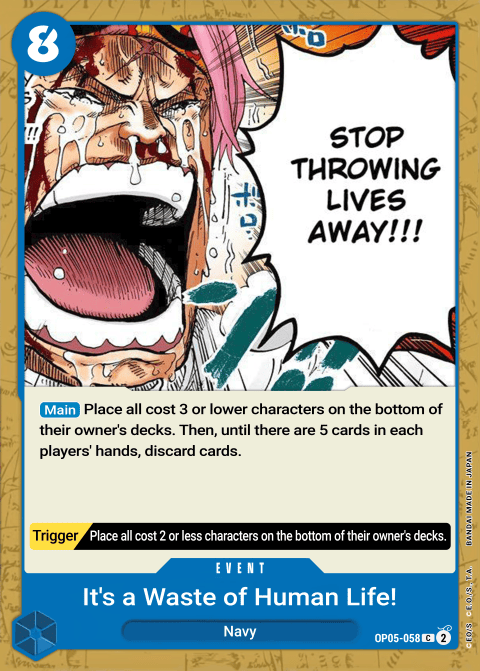 8
STOP
THROWING
LIVES
AWAY!!!
!!!
Main Place all cost 3 or lower characters on the bottom of
their owner's decks. Then, until there are 5 cards in each
players' hands, discard cards.
Trigger Place all cost 2 or less characters on the bottom of their owner's decks.
EVENT
It's a Waste of Human Life!
Navy
OP05-058 C 2
BANDAI MADE IN JAPAN